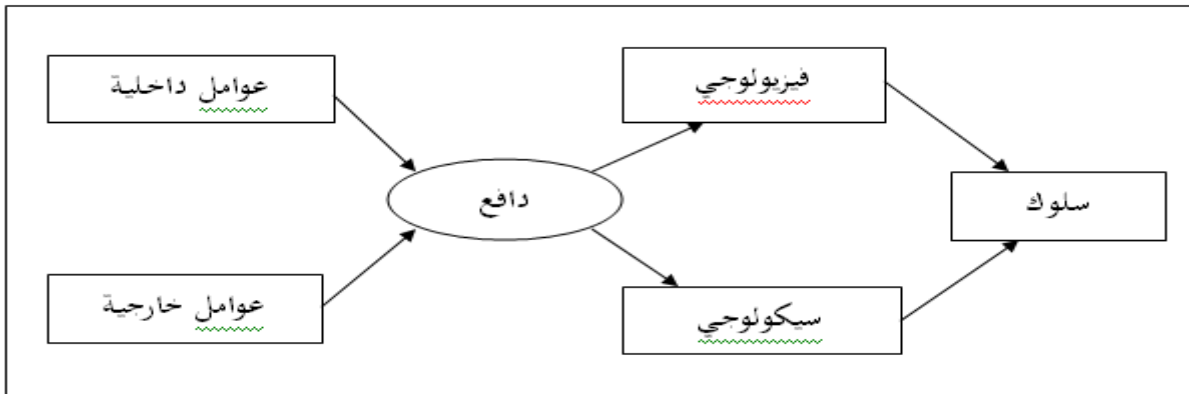 عوامل داخلية
فيزيولوجي
دافع
سلوك
عوامل خارجية
سيكولوجي